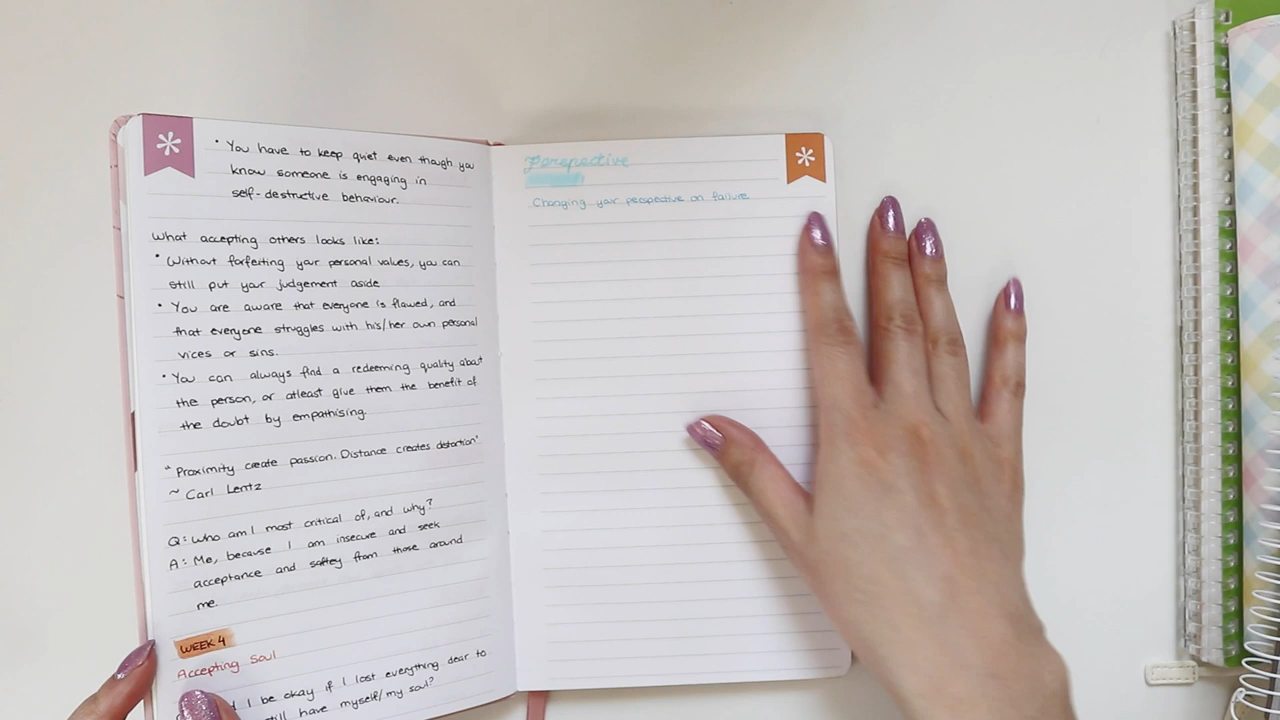 • You have to keep quiet even though you
know someone is engaging in
self-destructive behaviour.
What accepting others looks like:
• Without forfeiting your personal values, you can
still put your judgement aside
• You are aware that everyone is flawed, and
that everyone struggles with his/her own personal
vices or sins.
• You can always find a redeeming quality about
the person, or atleast give them the benefit of
the doubt by empathising.
"Proximity create passion. Distance creates distortion"
~ Carl Lentz
Q: Who am I most critical of, and why?
A: Me, because I am insecure and seek
acceptance and saftey from those around
me.
WEEK 4
Accepting Soul
I be okay if I lost everything dear to
still have myself/my soul?
Perspective
Changing your perspective on failure